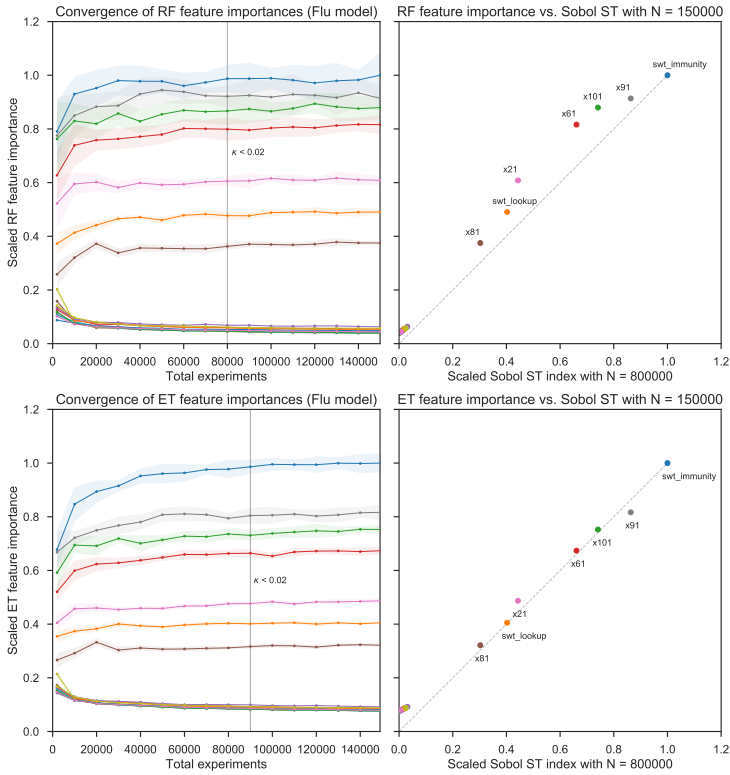 Convergence of RF feature importances (Flu model)
RF feature importance vs. Sobol ST with N = 150000
1.2
1.0
0.8
0.6
0.4
0.2
0.0
Scaled RF feature importance
κ < 0.02
0
20000
40000
60000
80000
100000
120000
140000
Total experiments
swt_immunity
x91
x101
x61
x21
swt_lookup
x81
0.0
0.2
0.4
0.6
0.8
1.0
1.2
Scaled Sobol ST index with N = 800000
Convergence of ET feature importances (Flu model)
ET feature importance vs. Sobol ST with N = 150000
1.2
1.0
0.8
0.6
0.4
0.2
0.0
Scaled ET feature importance
κ < 0.02
0
20000
40000
60000
80000
100000
120000
140000
Total experiments
swt_immunity
x91
x101
x61
x21
swt_lookup
x81
0.0
0.2
0.4
0.6
0.8
1.0
1.2
Scaled Sobol ST index with N = 800000